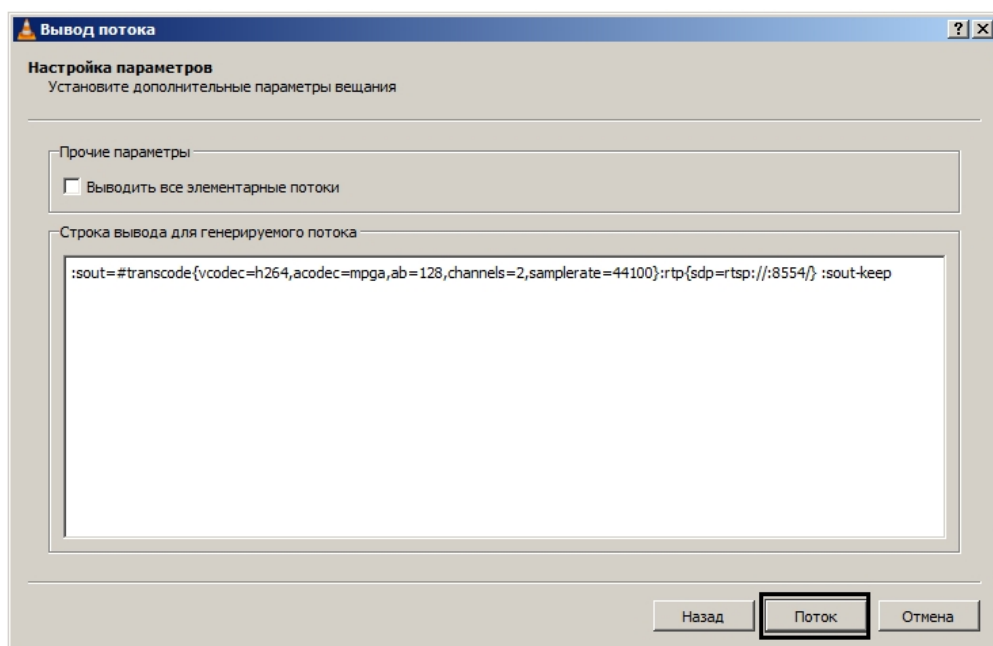 Вывод потока
Настройка параметров
Установите дополнительные параметры вещания
Прочие параметры
Выводить все элементарные потоки
Строка вывода для генерируемого потока
:sout=#transcode{vcodec=h264,acodec=mpga,ab=128,channels=2,samplerate=44100}:rtp{sdp=rtsp://:8554/} :sout-keep
Назад Поток Отмена